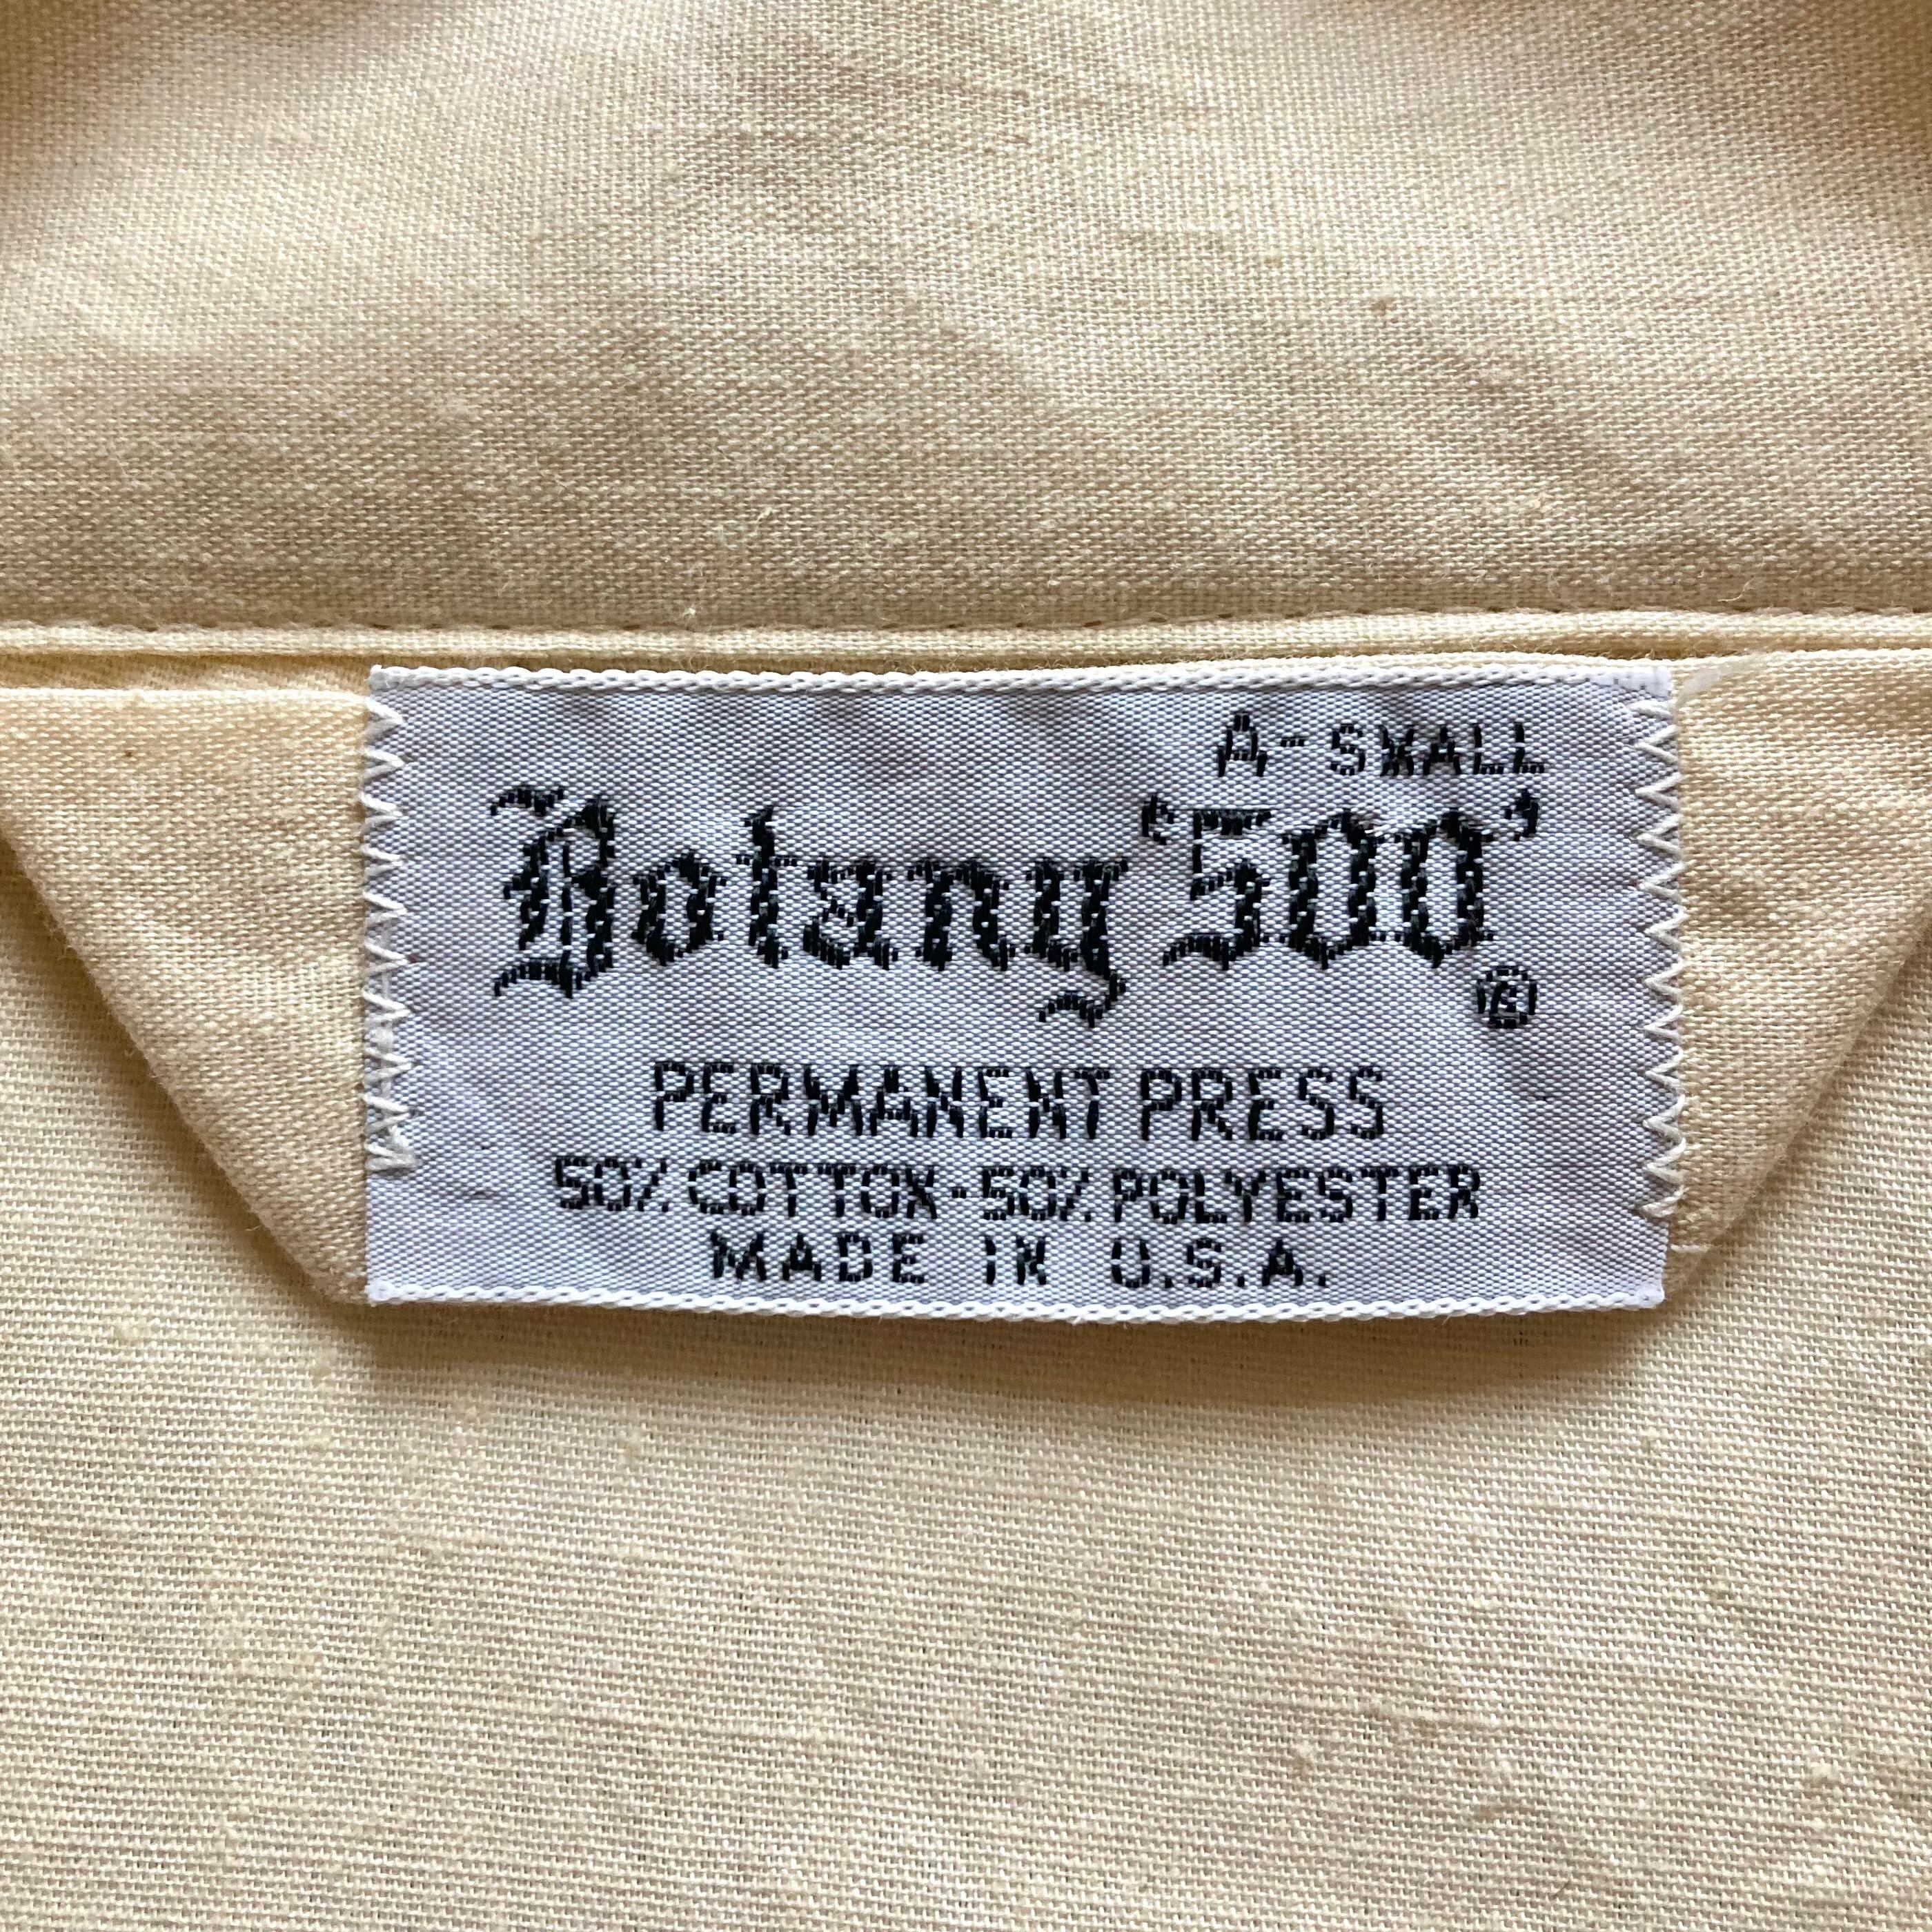 A-SMALL
Botany '500'®
PERMANENT PRESS
50% COTTON-50% POLYESTER
MADE IN U.S.A.